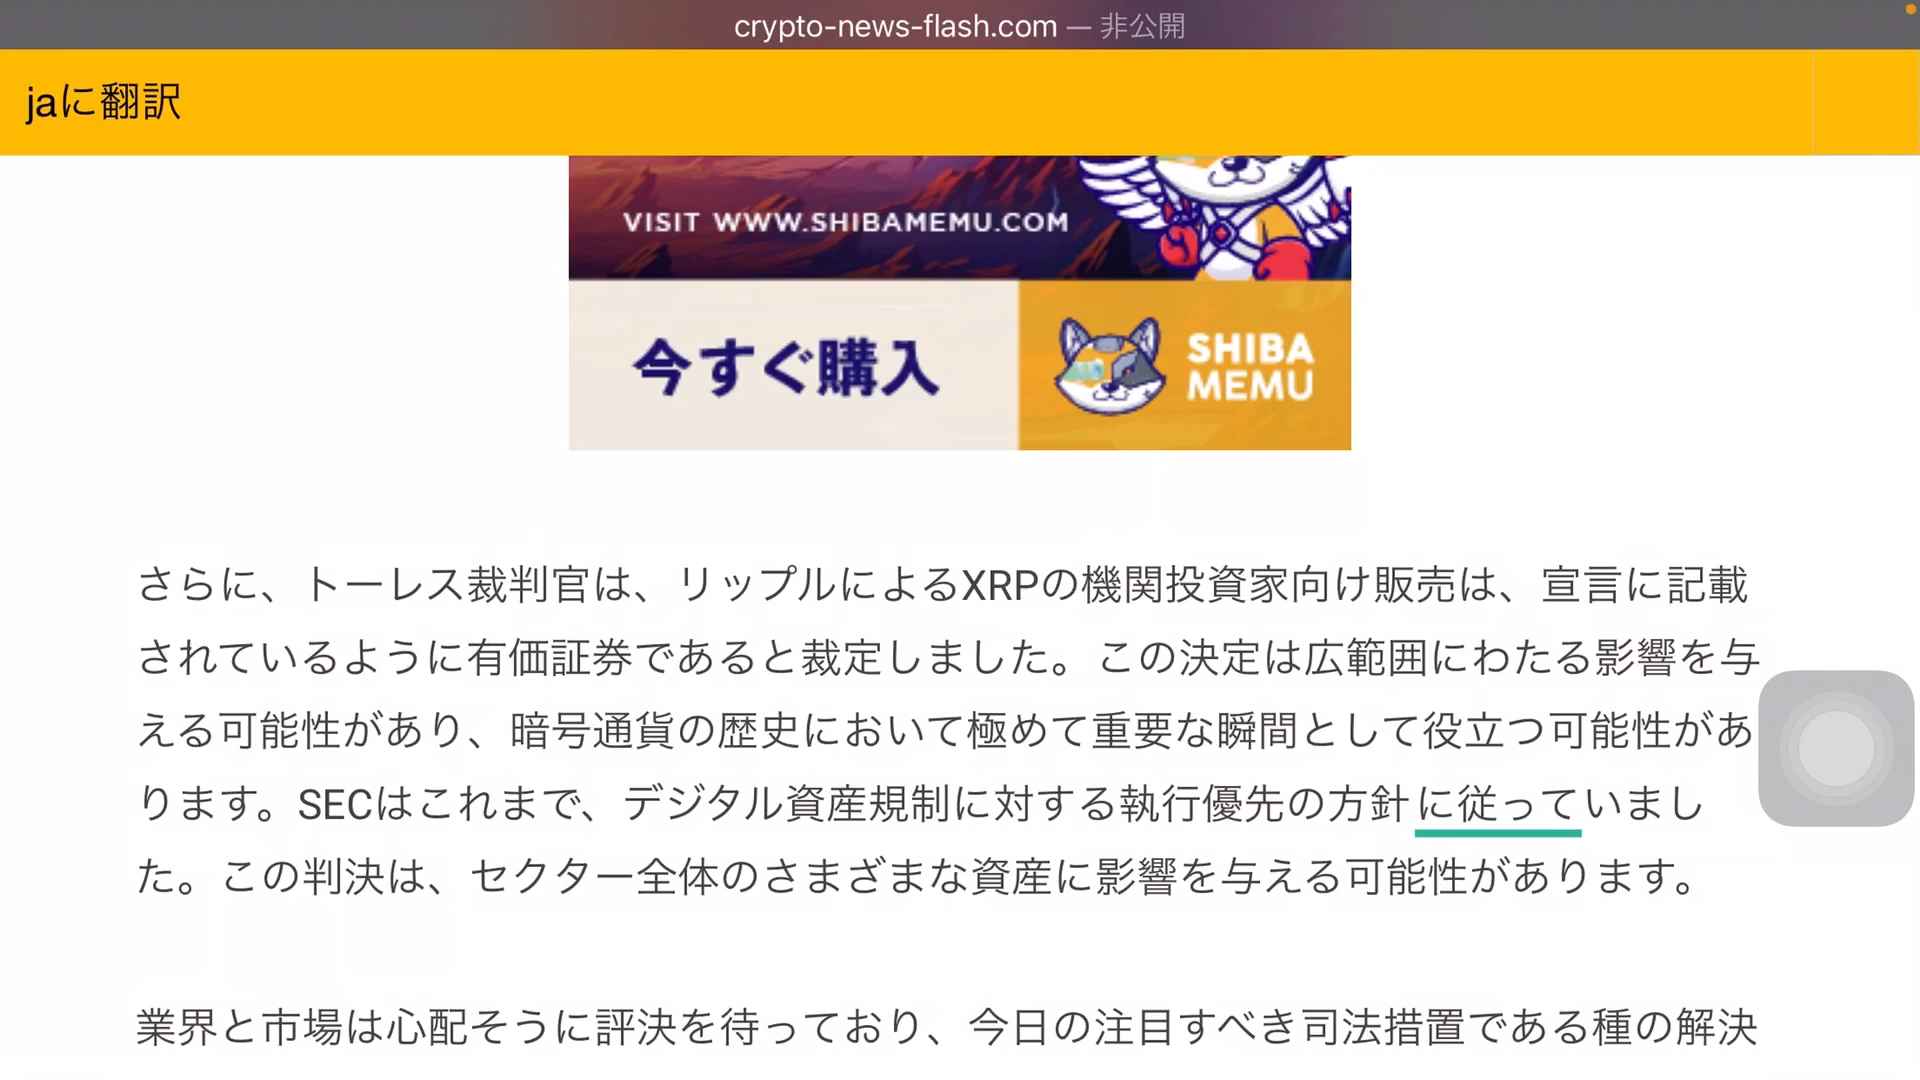 crypto-news-flash.com — 非公開
jaに翻訳
VISIT WWW.SHIBAMEMU.COM
今すぐ購入
SHIBA
MEMU
さらに、トーレス裁判官は、リップルによるXRPの機関投資家向け販売は、宣言に記載
されているように有価証券であると裁定しました。この決定は広範囲にわたる影響を与
える可能性があり、暗号通貨の歴史において極めて重要な瞬間として役立つ可能性があ
ります。SECはこれまで、デジタル資産規制に対する執行優先の方針に従っていまし
た。この判決は、セクター全体のさまざまな資産に影響を与える可能性があります。
業界と市場は心配そうに評決を待っており、今日の注目すべき司法措置である種の解決